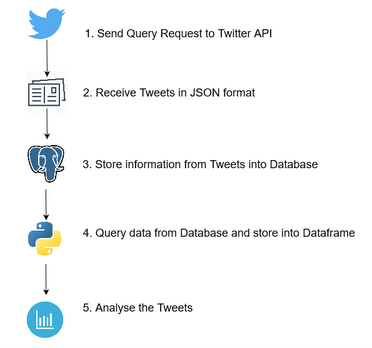 1. Send Query Request to Twitter API
2. Receive Tweets in JSON format
3. Store information from Tweets into Database
4. Query data from Database and store into Dataframe
5. Analyse the Tweets